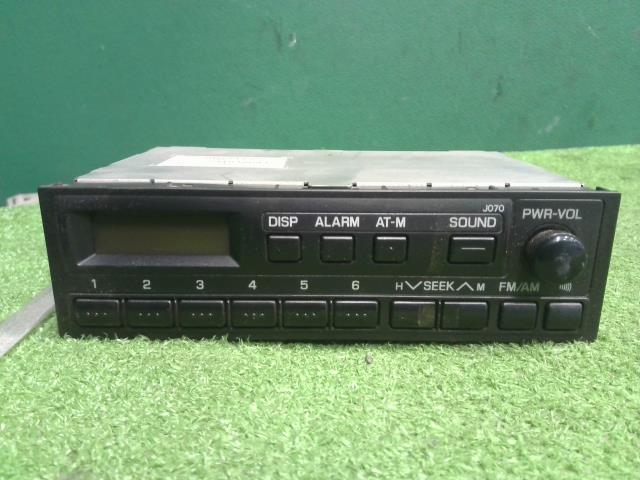 J070
DISP ALARM AT-M SOUND PWR-VOL
1 2 3 4 5 6 H SEEK M FM/AM